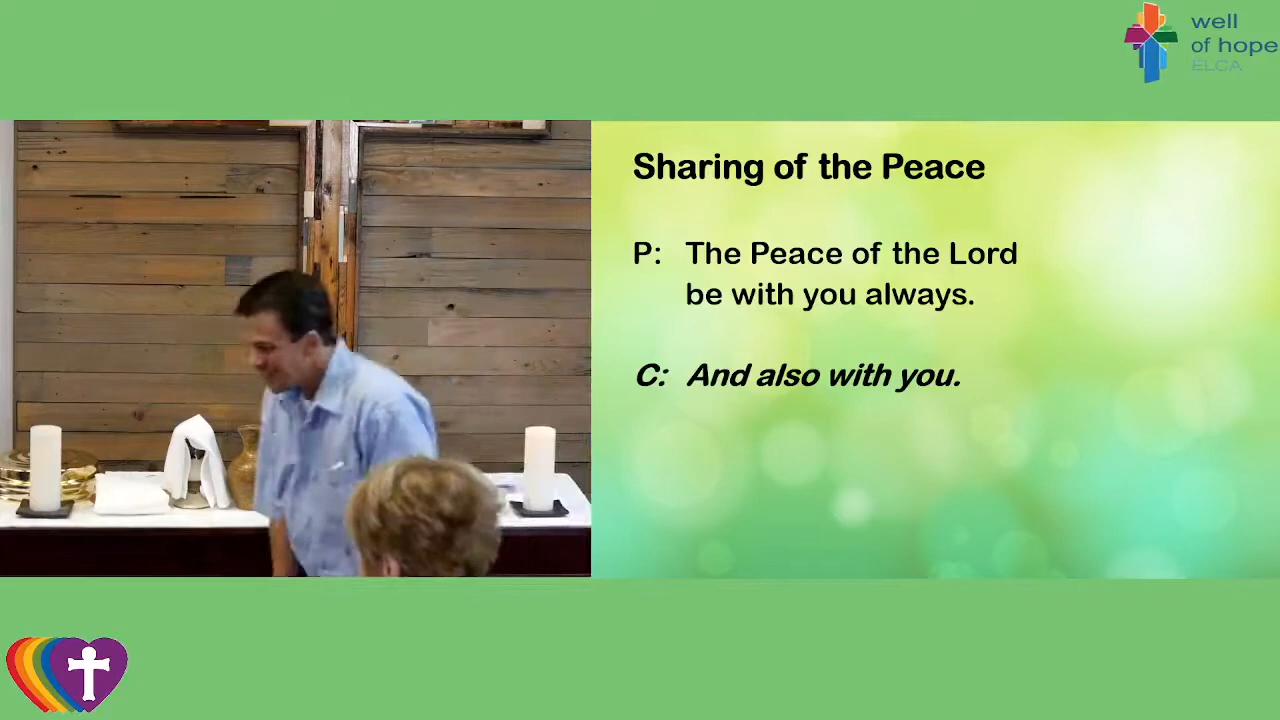 well
of hope
ELCA
Sharing of the Peace
P: The Peace of the Lord
be with you always.
C: And also with you.